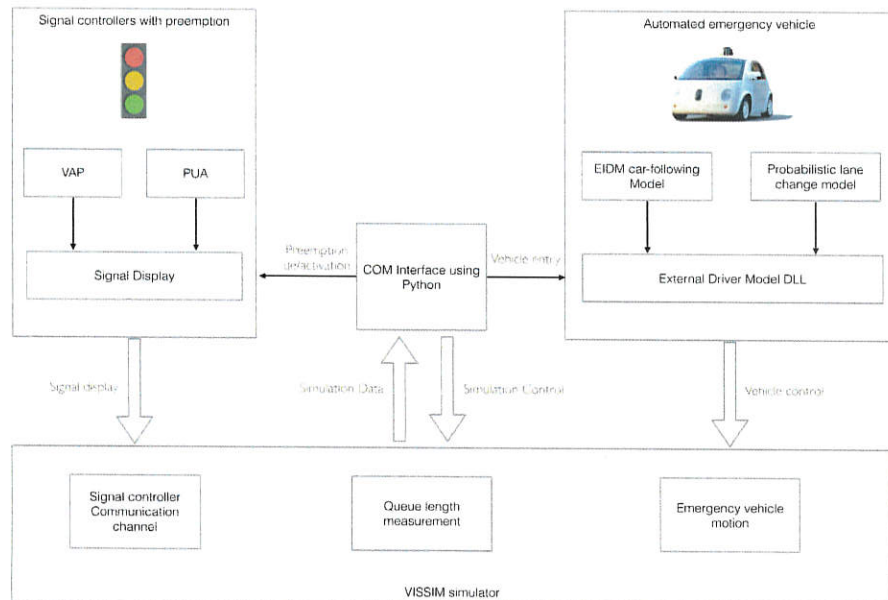 Signal controllers with preemption
VAP
PUA
Signal Display
Preemption
de/activation
COM Interface using
Python
Vehicle entry
Automated emergency vehicle
EIDM car-following
Model
Probabilistic lane
change model
External Driver Model DLL
Signal display
Simulation Data
Simulation Control
Vehicle control
Signal controller
Communication
channel
Queue length
measurement
Emergency vehicle
motion
VISSIM simulator